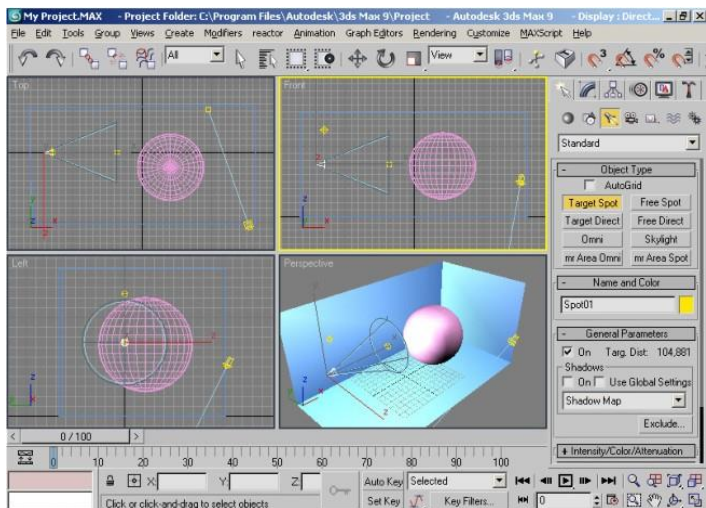 My Project.MAX - Project Folder: C:\Program Files\Autodesk\3ds Max 9\Project - Autodesk 3ds Max 9 - Display : Direct...
File Edit Tools Group Views Create Modifiers reactor Animation Graph Editors Rendering Customize MAXScript Help
All View
Top Front
Standard
Object Type
AutoGrid
Target Spot Free Spot
Target Direct Free Direct
Omni Skylight
mr Area Omni mr Area Spot
Left Perspective
Name and Color
Spot01
General Parameters
On Targ. Dist: 104,881
Shadows
On Use Global Settings
Shadow Map
Exclude...
Intensity/Color/Attenuation
0 / 100
0 10 20 30 40 50 60 70 80 90 100
X: Y: Z: Auto Key Selected
Click or click-and-drag to select objects Set Key Key Filters... 0